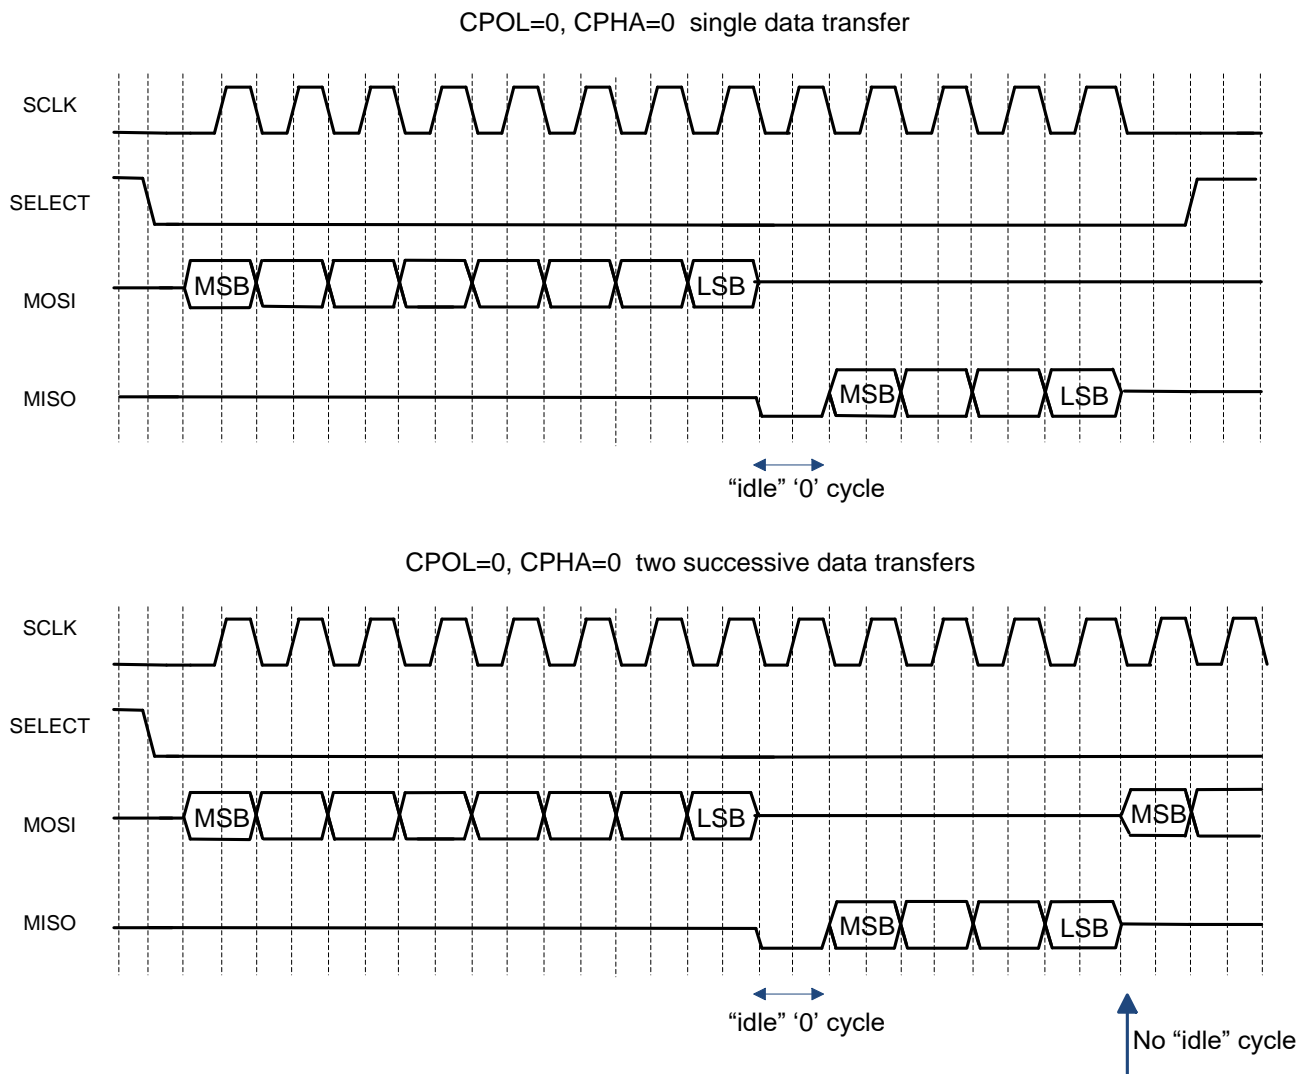 CPOL=0, CPHA=0 single data transfer
SCLK
SELECT
MOSI
MSB
LSB
MISO
MSB
LSB
“idle” ‘0’ cycle
CPOL=0, CPHA=0 two successive data transfers
SCLK
SELECT
MOSI
MSB
LSB
MSB
MISO
MSB
LSB
“idle” ‘0’ cycle
No “idle” cycle